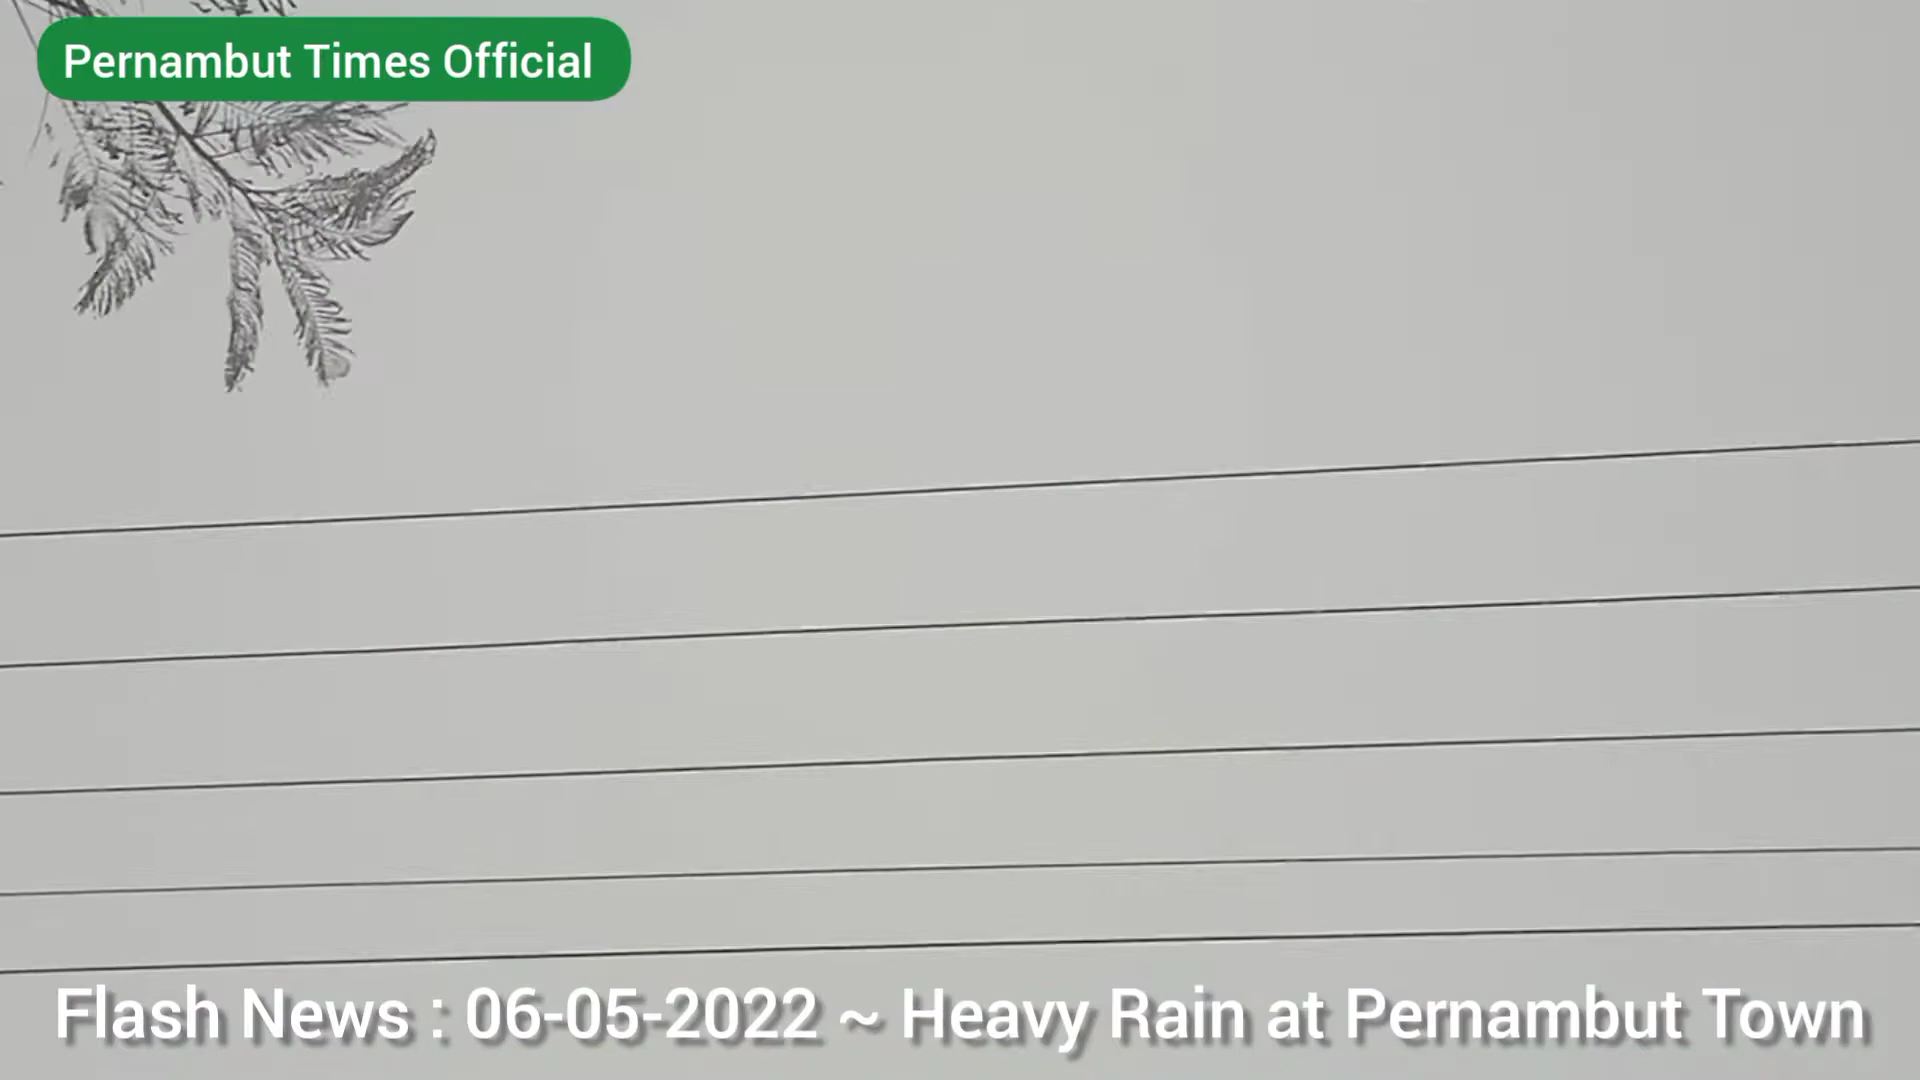 Pernambut Times Official
Flash News : 06-05-2022 ~ Heavy Rain at Pernambut Town